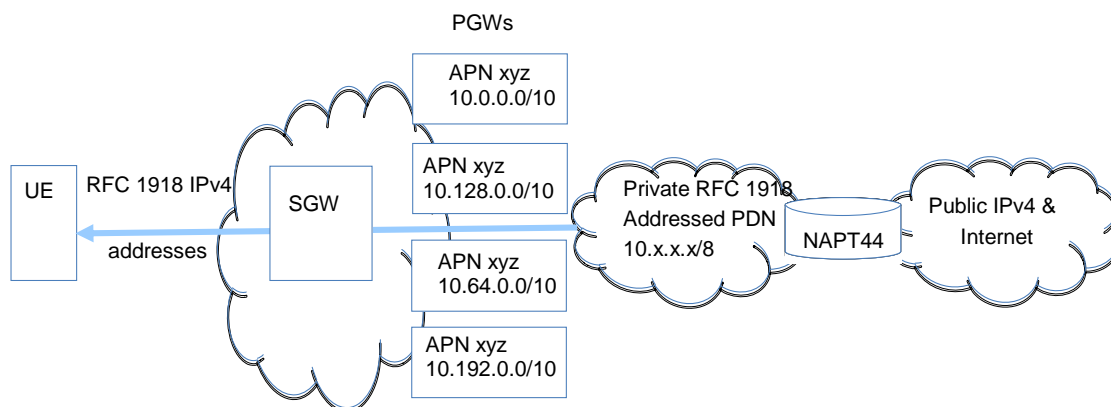 PGWs
APN xyz
10.0.0.0/10
UE
RFC 1918 IPv4
addresses
SGW
APN xyz
10.128.0.0/10
APN xyz
10.64.0.0/10
APN xyz
10.192.0.0/10
Private RFC 1918
Addressed PDN
10.x.x.x/8
NAPT44
Public IPv4 &
Internet